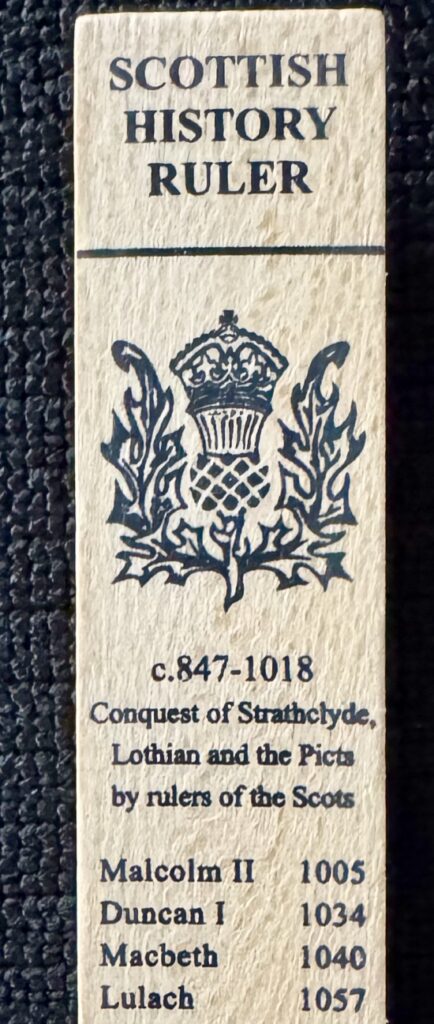 SCOTTISH
HISTORY
RULER
c.847-1018
Conquest of Strathclyde,
Lothian and the Picts
by rulers of the Scots
Malcolm II 1005
Duncan I 1034
Macbeth 1040
Lulach 1057